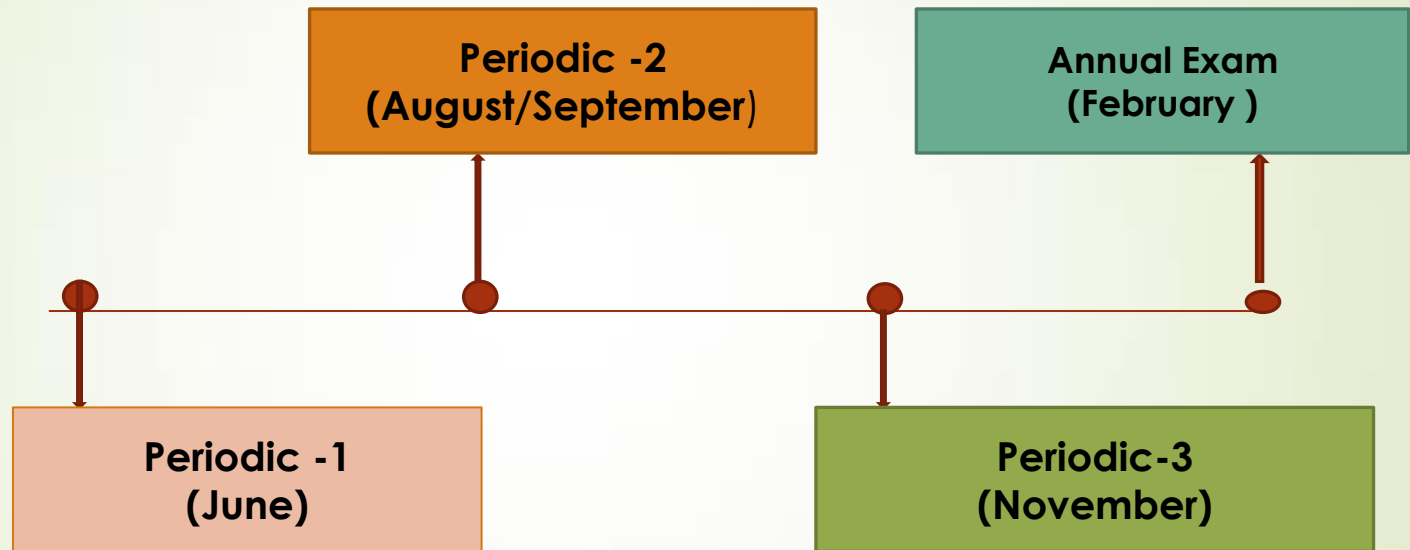 Periodic -2
(August/September)
Annual Exam
(February )
Periodic -1
(June)
Periodic-3
(November)